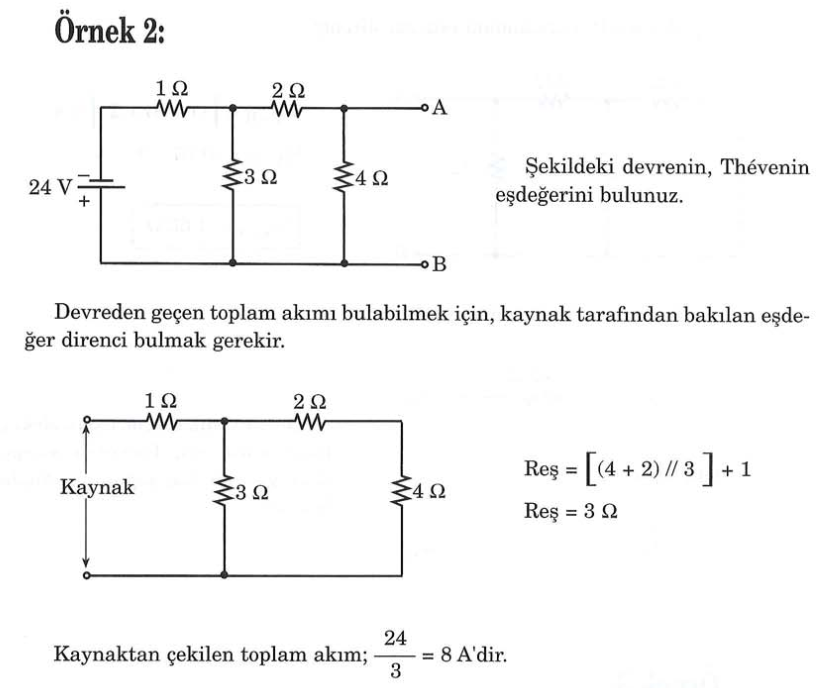 Örnek 2:
1 Ω
2 Ω
A
24 V
−
+
3 Ω
4 Ω
B
Şekildeki devrenin, Thévenin
eşdeğerini bulunuz.
Devreden geçen toplam akımı bulabilmek için, kaynak tarafından bakılan eşde-
ğer direnci bulmak gerekir.
1 Ω
2 Ω
Kaynak
3 Ω
4 Ω
Reş = [(4 + 2) // 3 ] + 1
Reş = 3 Ω
Kaynaktan çekilen toplam akım; 24/3 = 8 A'dir.